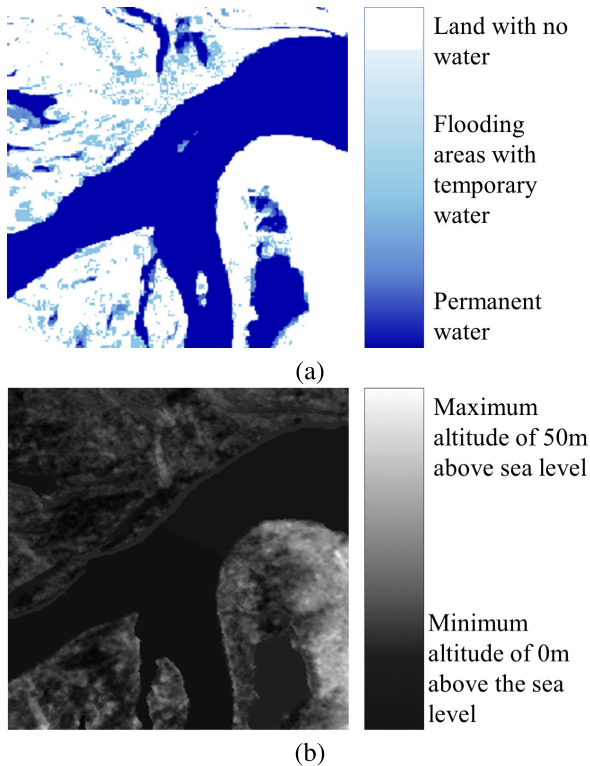 Land with no
water
Flooding
areas with
temporary
water
Permanent
water
(a)
Maximum
altitude of 50m
above sea level
Minimum
altitude of 0m
above the sea
level
(b)